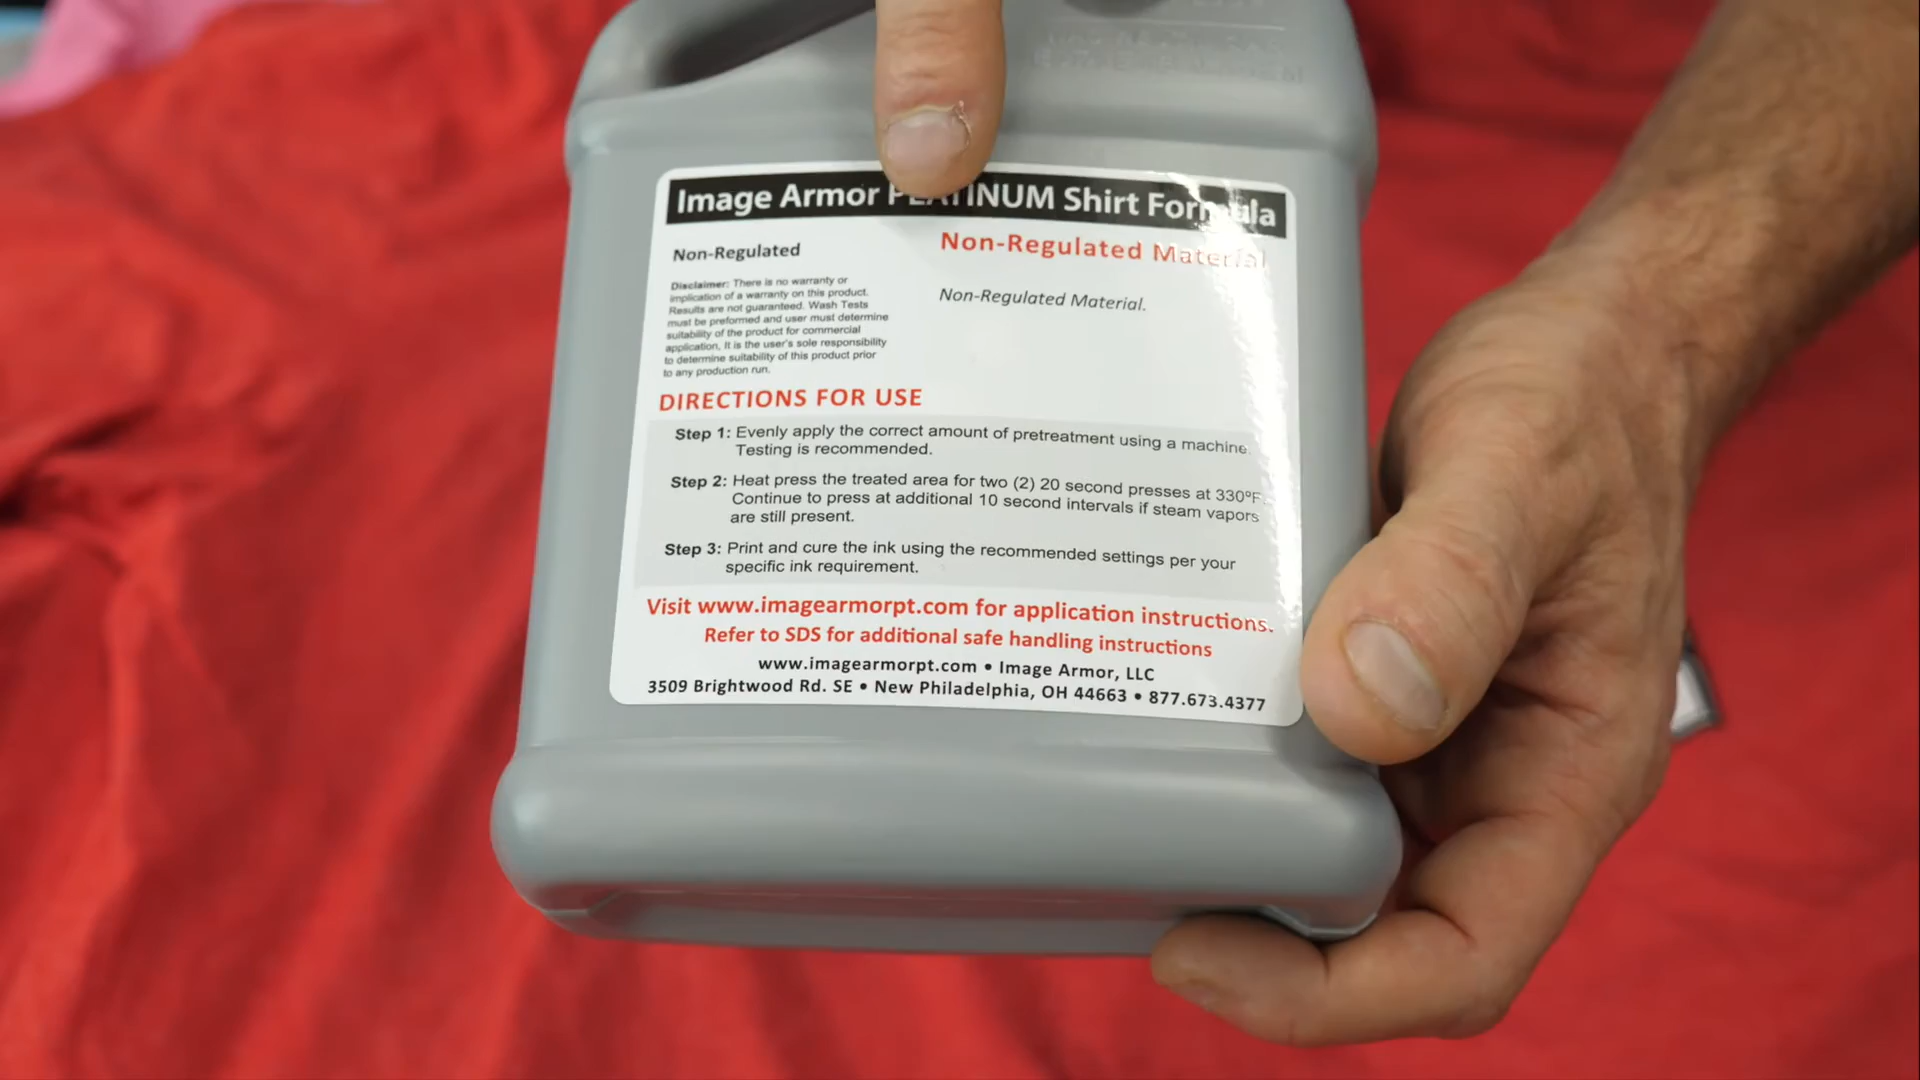 Image Armor PLATINUM Shirt Formula
Non-Regulated
Disclaimer: There is no warranty or
implication of a warranty on this product.
Results are not guaranteed. Wash Tests
must be preformed and user must determine
suitability of the product for commercial
application. It is the user's sole responsibility
to determine suitability of this product prior
to any production run.
Non-Regulated Material
Non-Regulated Material.
DIRECTIONS FOR USE
Step 1: Evenly apply the correct amount of pretreatment using a machine.
Testing is recommended.
Step 2: Heat press the treated area for two (2) 20 second presses at 330ºF.
Continue to press at additional 10 second intervals if steam vapors
are still present.
Step 3: Print and cure the ink using the recommended settings per your
specific ink requirement.
Visit www.imagearmorpt.com for application instructions.
Refer to SDS for additional safe handling instructions
www.imagearmorpt.com • Image Armor, LLC
3509 Brightwood Rd. SE • New Philadelphia, OH 44663 • 877.673.4377